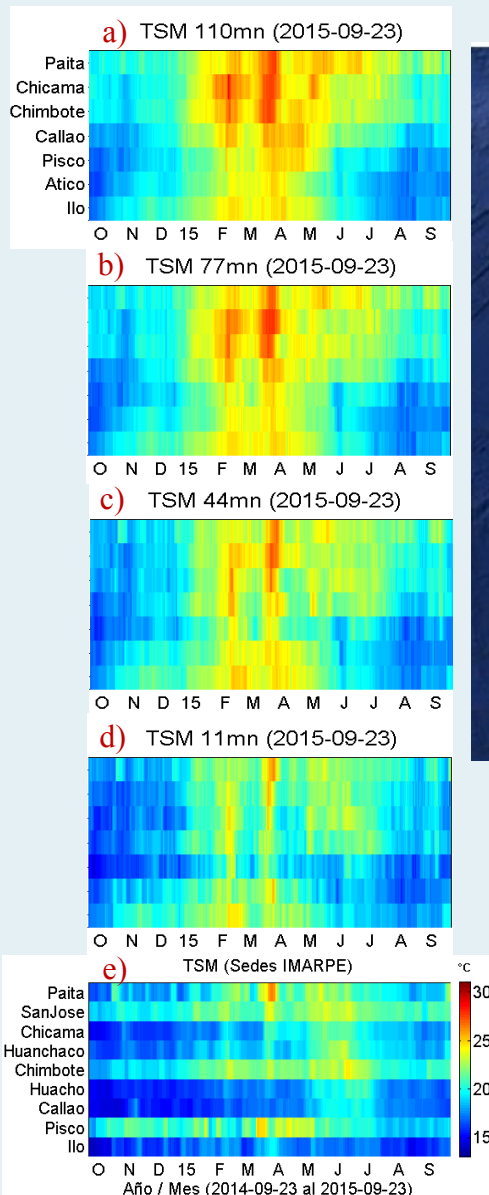 a) TSM 110mn (2015-09-23)
Paita
Chicama
Chimbote
Callao
Pisco
Atico
Ilo
O N D 15 F M A M J J A S
b) TSM 77mn (2015-09-23)
O N D 15 F M A M J J A S
c) TSM 44mn (2015-09-23)
O N D 15 F M A M J J A S
d) TSM 11mn (2015-09-23)
O N D 15 F M A M J J A S
e) TSM (Sedes IMARPE)
°C
Paita
SanJose
Chicama
Huanchaco
Chimbote
Huacho
Callao
Pisco
Ilo
30
25
20
15
O N D 15 F M A M J J A S
Año / Mes (2014-09-23 al 2015-09-23)